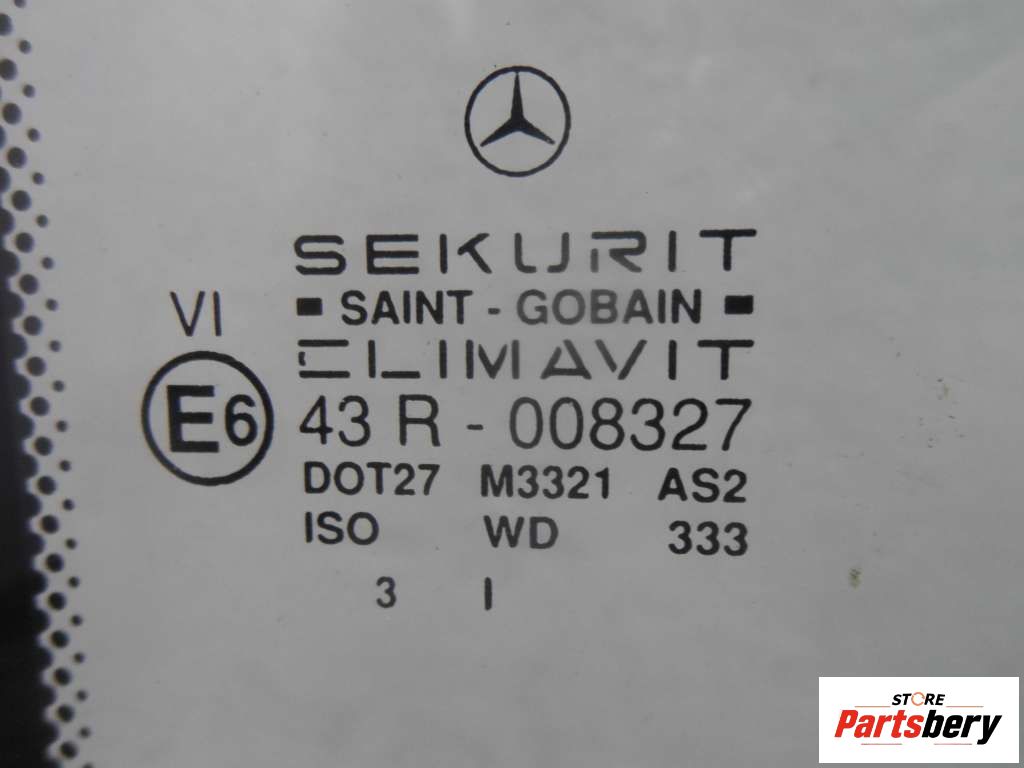 SEKURIT
SAINT - GOBAIN
CLIMAVIT
VI
E6
43 R - 008327
DOT27 M3321 AS2
ISO WD 333
3 I
STORE
Partsbery